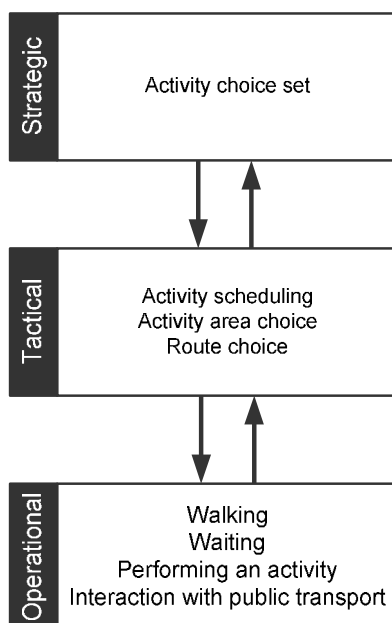 Strategic
Activity choice set
Tactical
Activity scheduling
Activity area choice
Route choice
Operational
Walking
Waiting
Performing an activity
Interaction with public transport